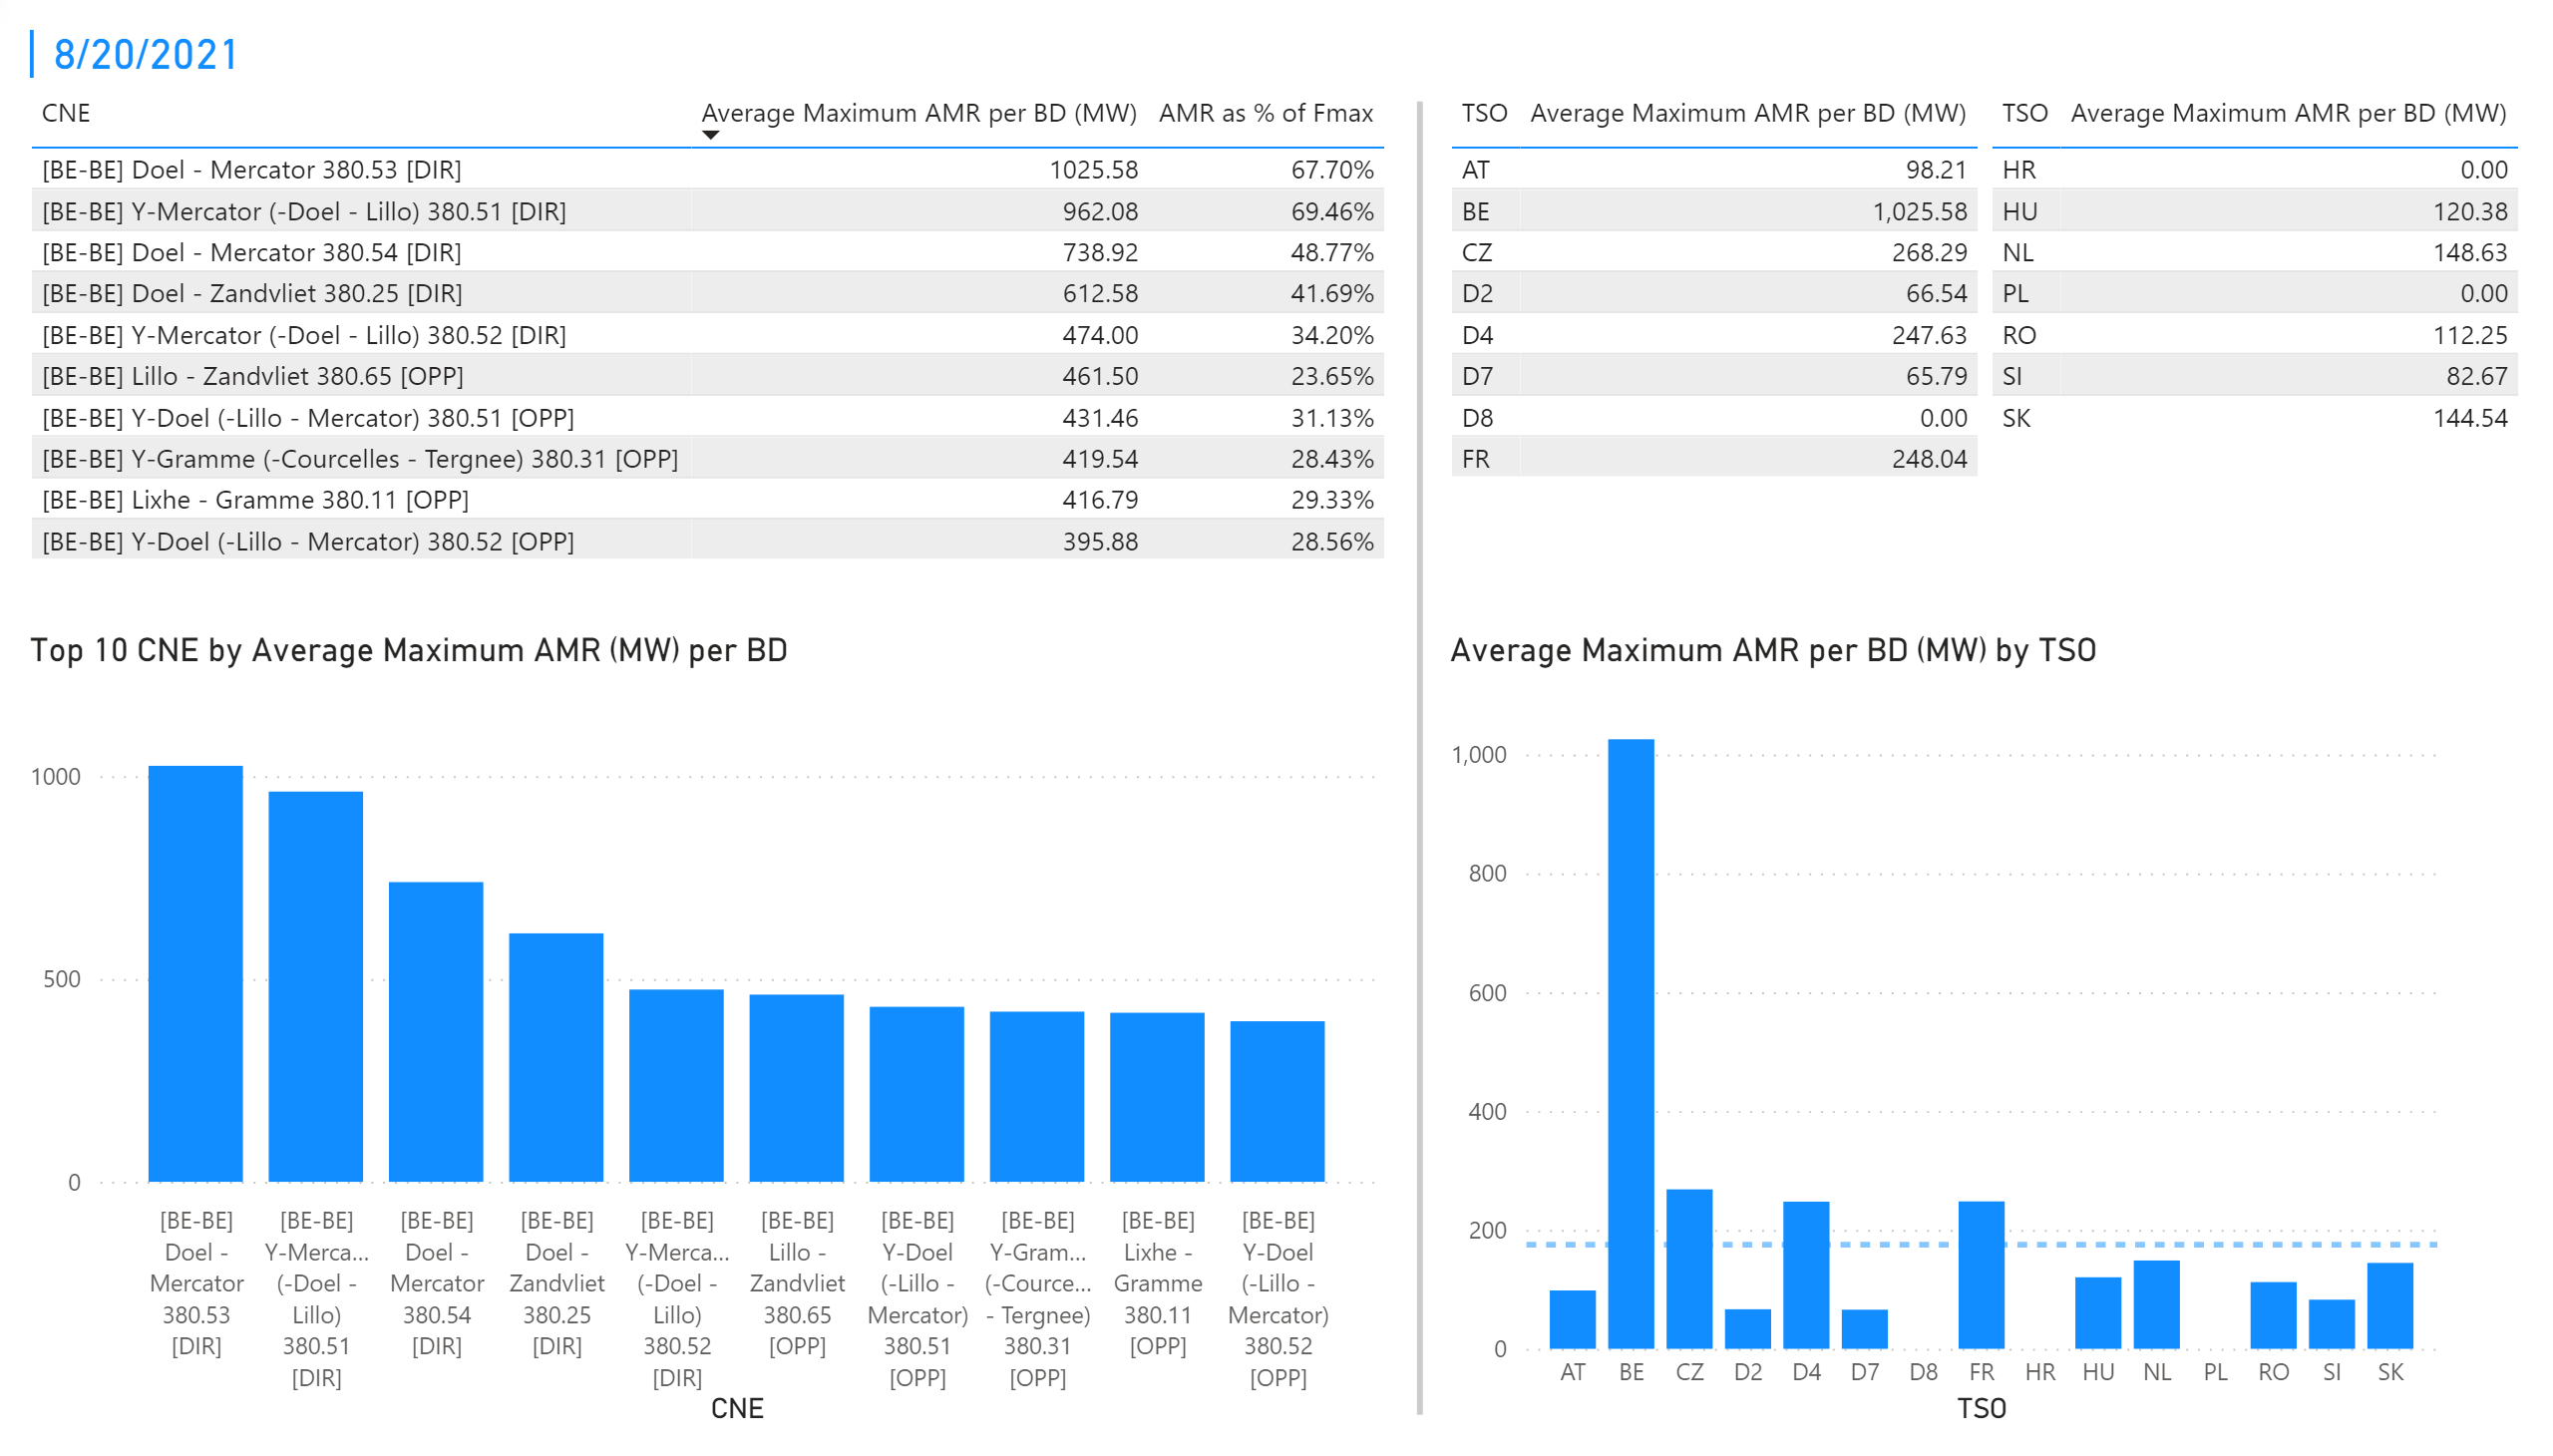 8/20/2021
CNE Average Maximum AMR per BD (MW) AMR as % of Fmax
[BE-BE] Doel - Mercator 380.53 [DIR] 1025.58 67.70%
[BE-BE] Y-Mercator (-Doel - Lillo) 380.51 [DIR] 962.08 69.46%
[BE-BE] Doel - Mercator 380.54 [DIR] 738.92 48.77%
[BE-BE] Doel - Zandvliet 380.25 [DIR] 612.58 41.69%
[BE-BE] Y-Mercator (-Doel - Lillo) 380.52 [DIR] 474.00 34.20%
[BE-BE] Lillo - Zandvliet 380.65 [OPP] 461.50 23.65%
[BE-BE] Y-Doel (-Lillo - Mercator) 380.51 [OPP] 431.46 31.13%
[BE-BE] Y-Gramme (-Courcelles - Tergnee) 380.31 [OPP] 419.54 28.43%
[BE-BE] Lixhe - Gramme 380.11 [OPP] 416.79 29.33%
[BE-BE] Y-Doel (-Lillo - Mercator) 380.52 [OPP] 395.88 28.56%
TSO Average Maximum AMR per BD (MW)
AT 98.21
BE 1,025.58
CZ 268.29
D2 66.54
D4 247.63
D7 65.79
D8 0.00
FR 248.04
TSO Average Maximum AMR per BD (MW)
HR 0.00
HU 120.38
NL 148.63
PL 0.00
RO 112.25
SI 82.67
SK 144.54
Top 10 CNE by Average Maximum AMR (MW) per BD
1000
500
0
[BE-BE] [BE-BE] [BE-BE] [BE-BE] [BE-BE] [BE-BE] [BE-BE] [BE-BE] [BE-BE] [BE-BE]
Doel - Y-Merca... Doel - Doel - Y-Merca... Lillo - Y-Doel Y-Gram... Lixhe - Y-Doel
Mercator (-Doel - Mercator Zandvliet (-Doel - Zandvliet (-Lillo - (-Cource... Gramme (-Lillo -
380.53 Lillo) 380.54 380.25 Lillo) 380.65 Mercator) - Tergnee) 380.11 Mercator)
[DIR] 380.51 [DIR] [DIR] 380.52 [OPP] 380.51 380.31 [OPP] 380.52
[DIR] [DIR] [OPP] [OPP] [OPP]
CNE
Average Maximum AMR per BD (MW) by TSO
1,000
800
600
400
200
0
AT BE CZ D2 D4 D7 D8 FR HR HU NL PL RO SI SK
TSO